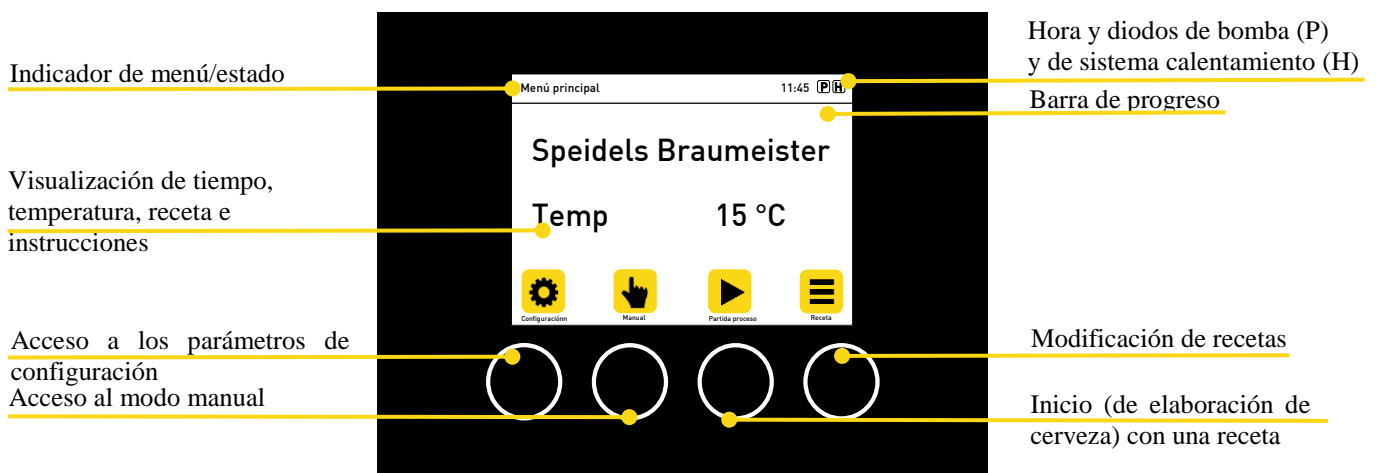 Indicador de menú/estado
Visualización de tiempo,
temperatura, receta e
instrucciones
Acceso a los parámetros de
configuración
Acceso al modo manual
Menú principal 11:45 P H
Speidels Braumeister
Temp 15 °C
Configuraciónn Manual Partida proceso Receta
Hora y diodos de bomba (P)
y de sistema calentamiento (H)
Barra de progreso
Modificación de recetas
Inicio (de elaboración de
cerveza) con una receta